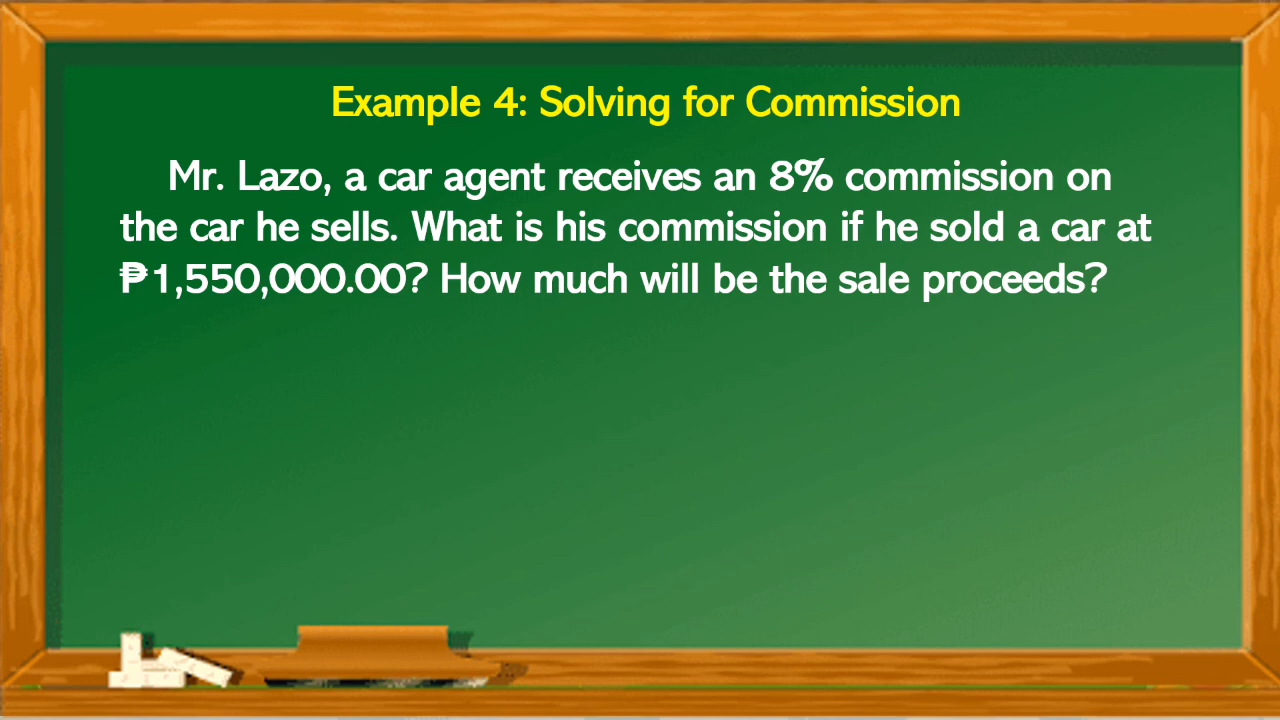 Example 4: Solving for Commission
Mr. Lazo, a car agent receives an 8% commission on
the car he sells. What is his commission if he sold a car at
₱1,550,000.00? How much will be the sale proceeds?